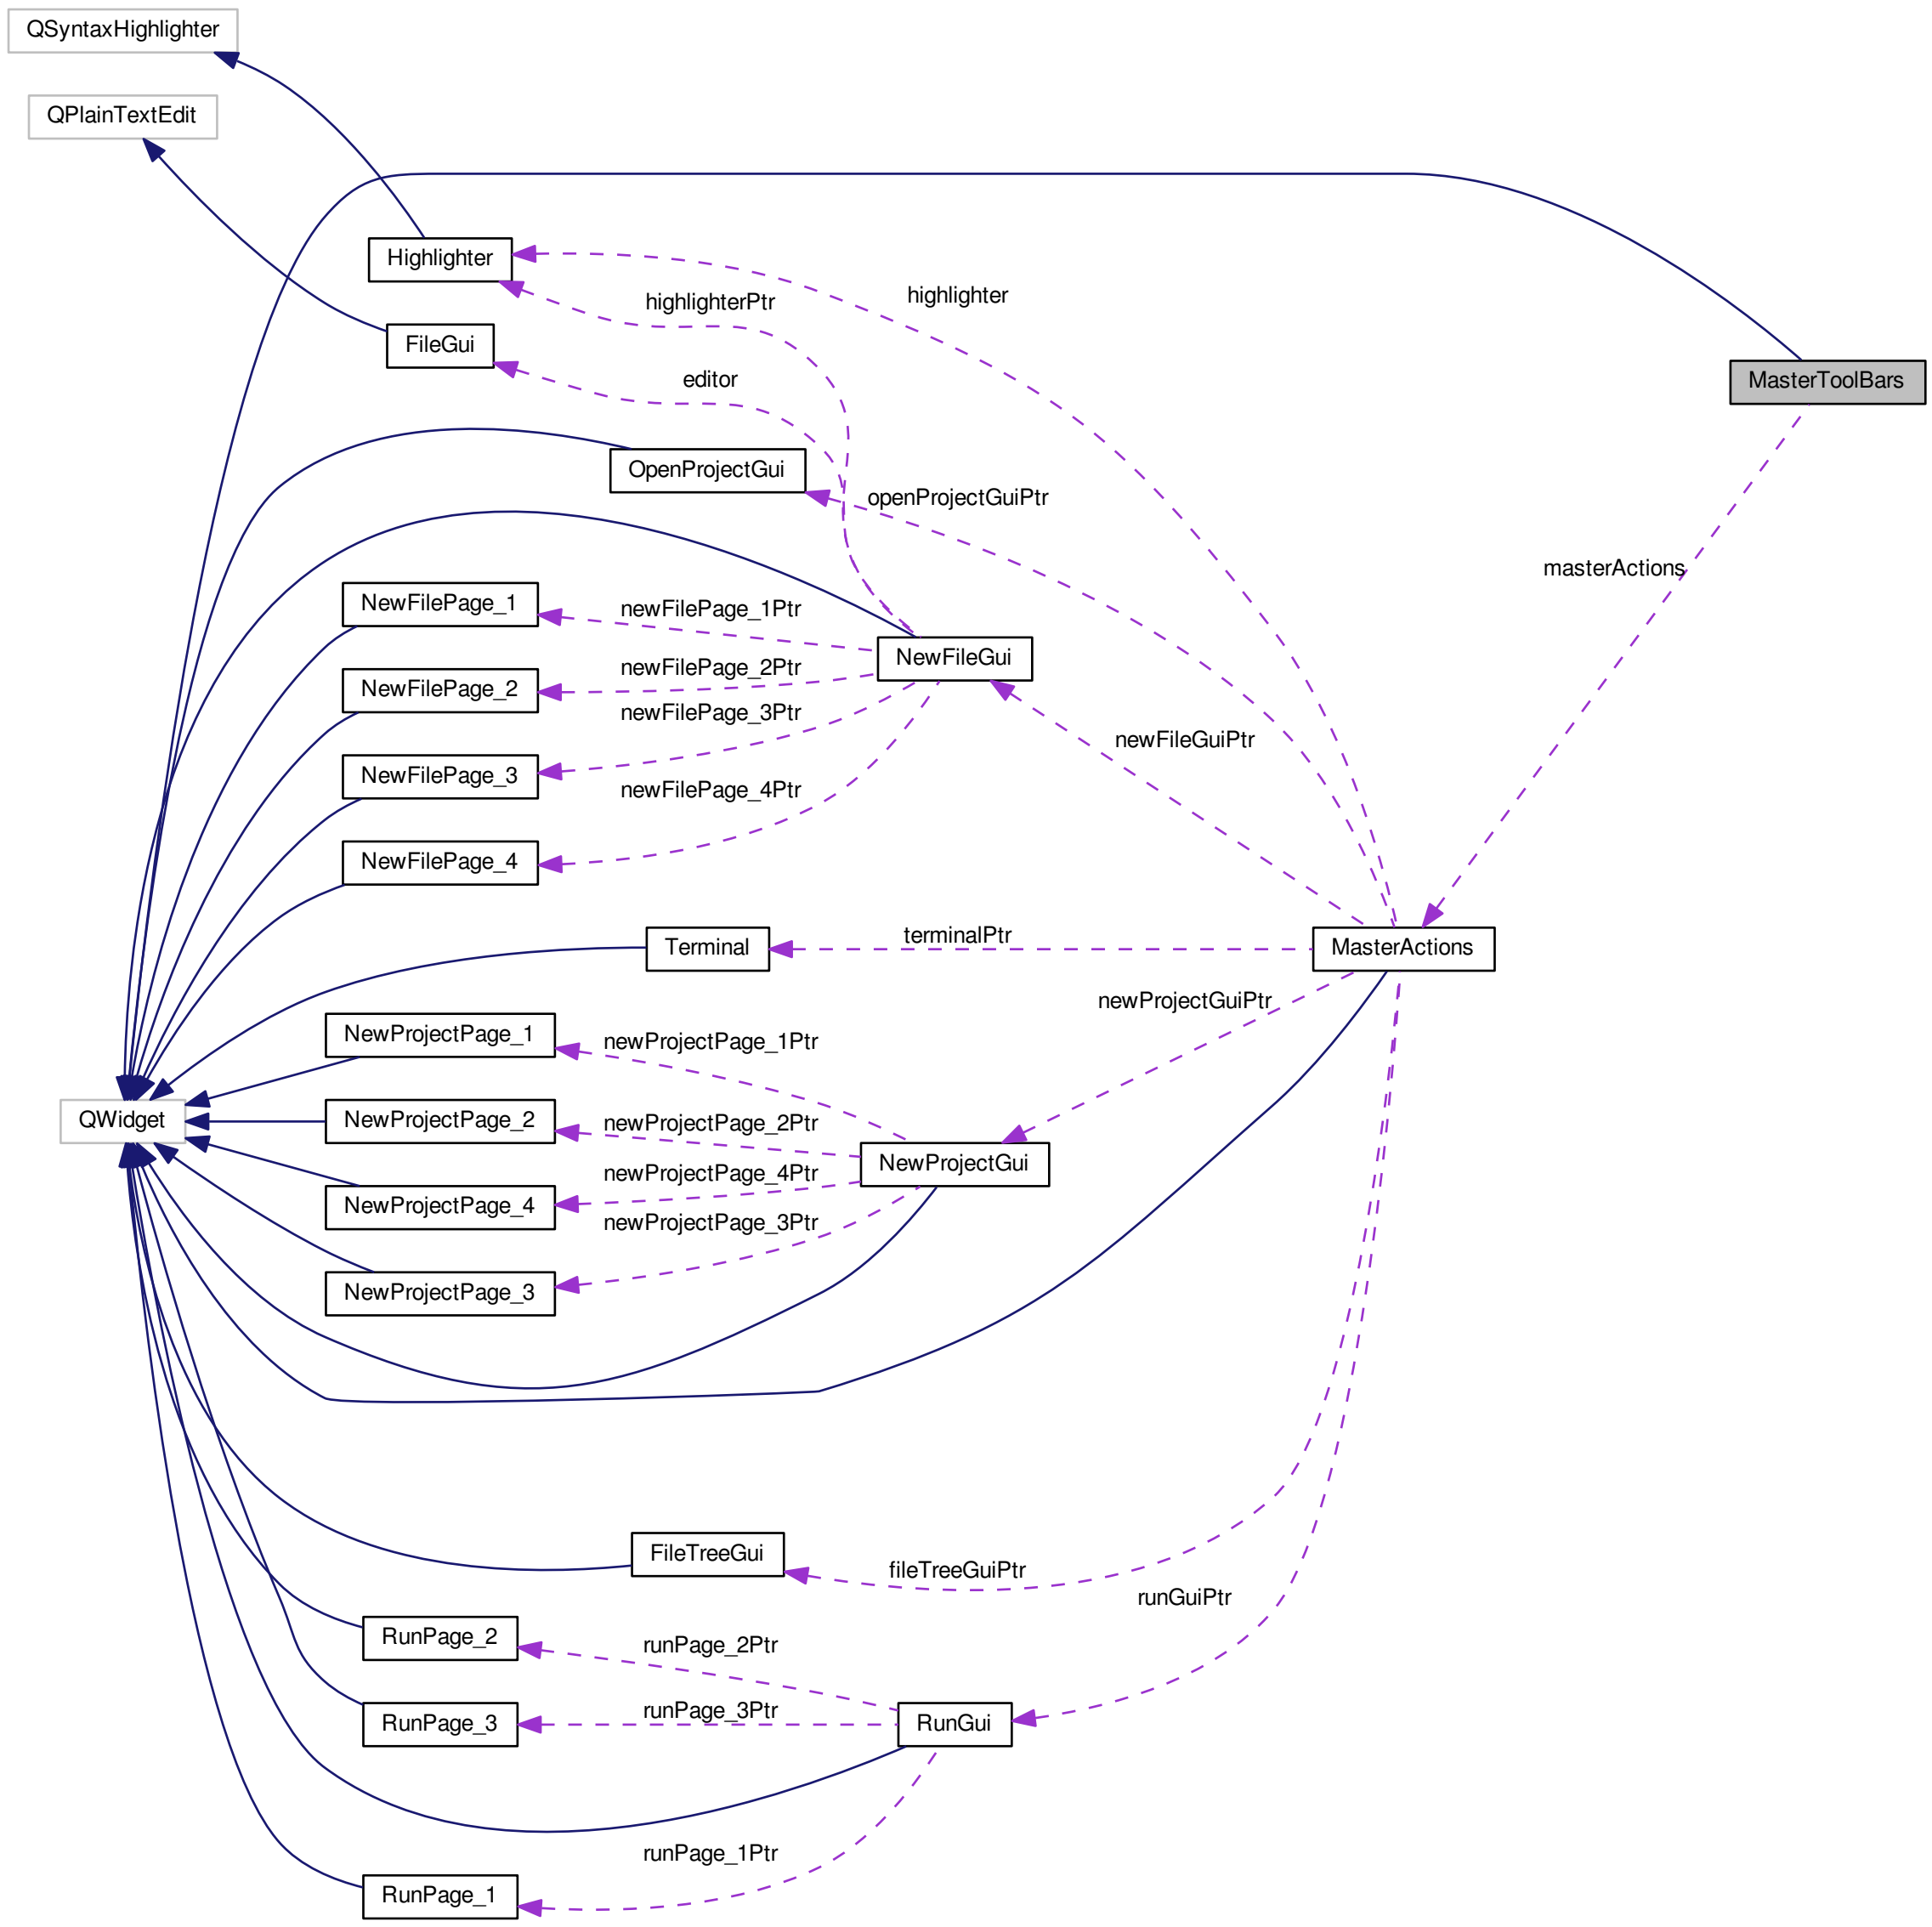 QSyntaxHighlighter
QPlainTextEdit
Highlighter
highlighter
highlighterPtr
FileGui
editor
MasterToolBars
OpenProjectGui
openProjectGuiPtr
masterActions
NewFilePage_1
newFilePage_1Ptr
NewFileGui
newFilePage_2Ptr
NewFilePage_2
newFilePage_3Ptr
newFileGuiPtr
NewFilePage_3
newFilePage_4Ptr
NewFilePage_4
Terminal
terminalPtr
MasterActions
newProjectGuiPtr
NewProjectPage_1
newProjectPage_1Ptr
QWidget
NewProjectPage_2
newProjectPage_2Ptr
NewProjectGui
newProjectPage_4Ptr
NewProjectPage_4
newProjectPage_3Ptr
NewProjectPage_3
FileTreeGui
fileTreeGuiPtr
runGuiPtr
RunPage_2
runPage_2Ptr
runPage_3Ptr
RunPage_3
RunGui
runPage_1Ptr
RunPage_1